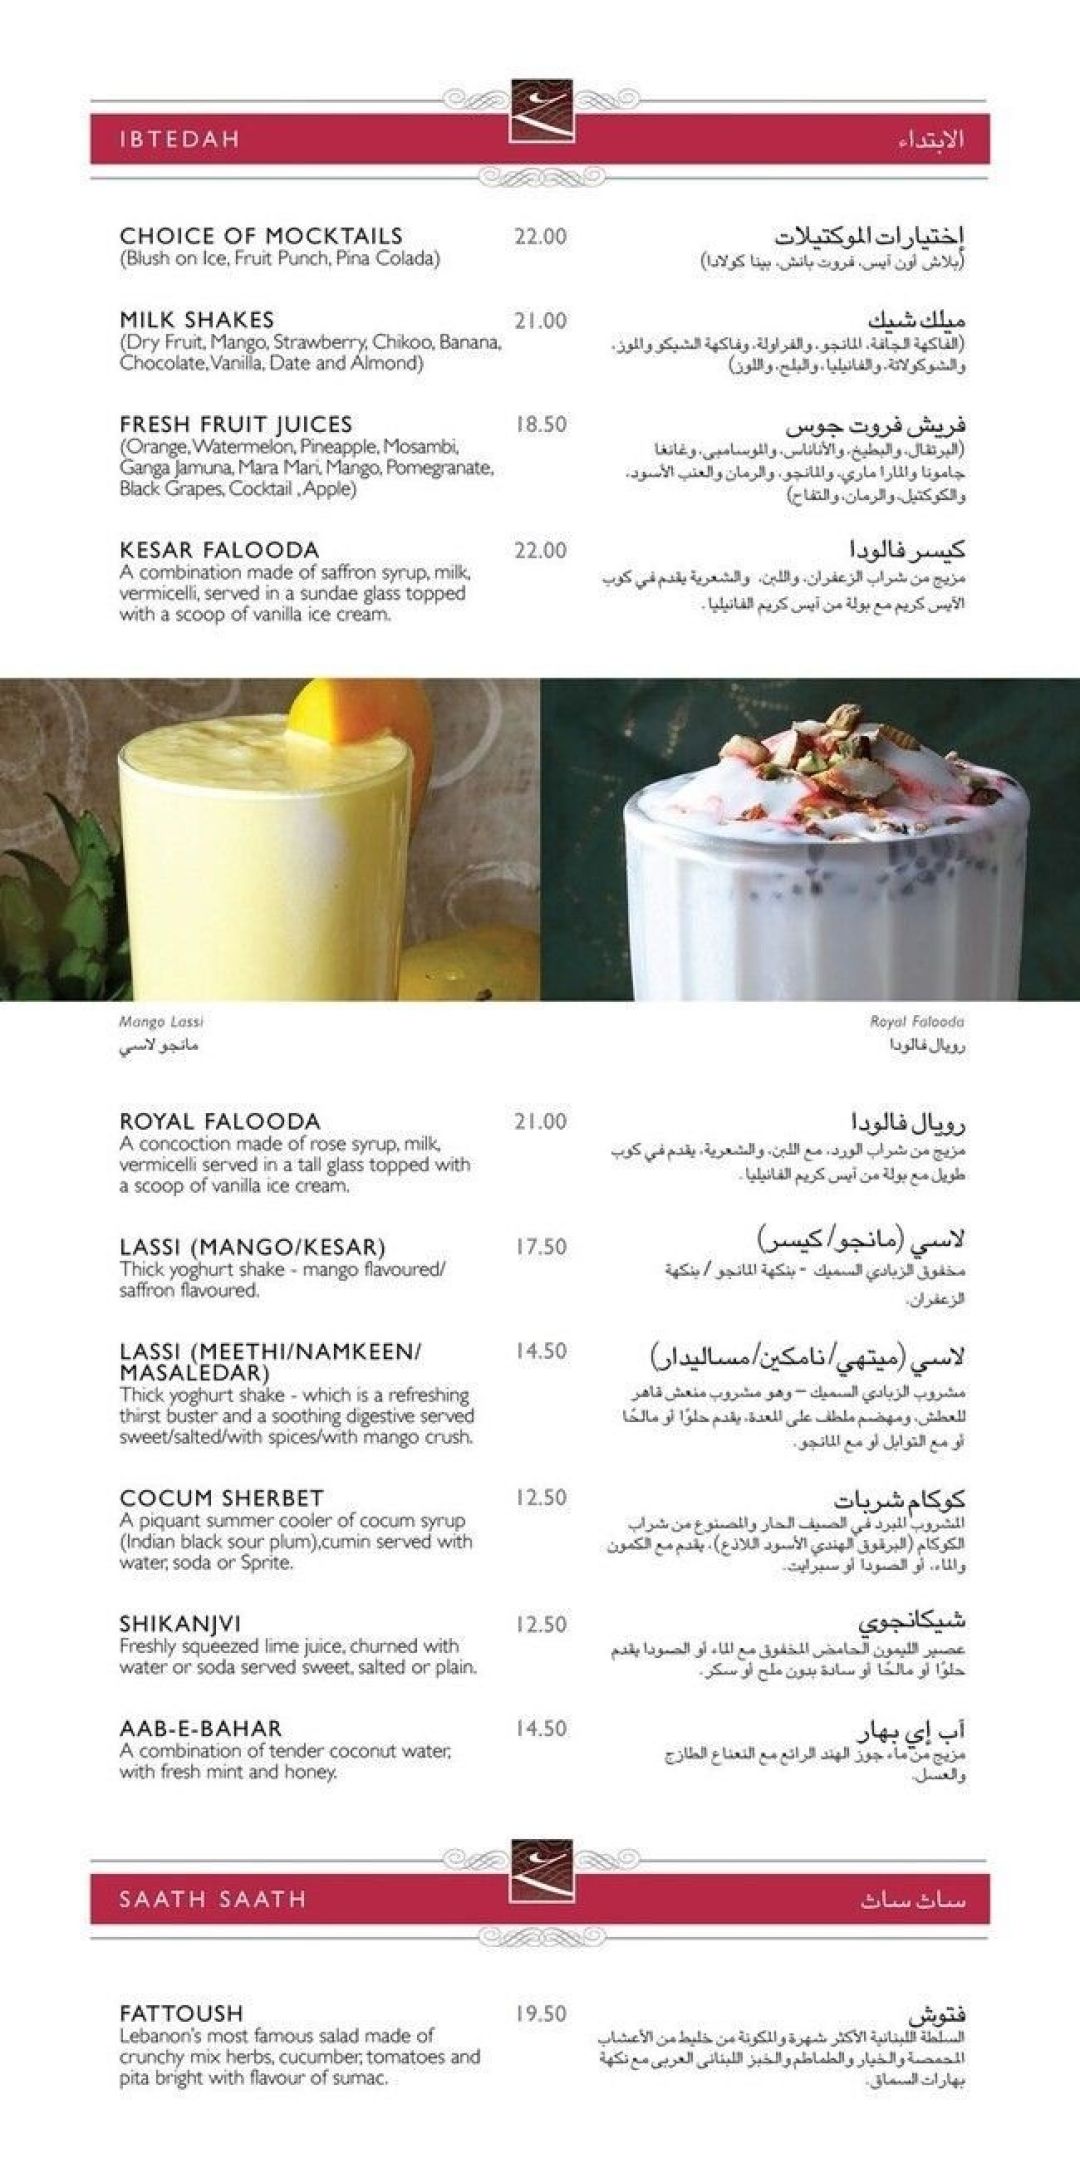 IBTEDAH
الابتداء
CHOICE OF MOCKTAILS 22.00
(Blush on Ice, Fruit Punch, Pina Colada)
إختيارات الموكتيلات
(بلاش أون آيس، فروت بانش، بينا كولادا)
MILK SHAKES 21.00
(Dry Fruit, Mango, Strawberry, Chikoo, Banana,
Chocolate, Vanilla, Date and Almond)
ميلك شيك
(الفاكهة الجافة، المانجو، والفراولة، وفاكهة الشيكو والموز،
والشوكولاتة، والفانيليا، والبلح، واللوز)
FRESH FRUIT JUICES 18.50
(Orange, Watermelon, Pineapple, Mosambi,
Ganga Jamuna, Mara Mari, Mango, Pomegranate,
Black Grapes, Cocktail , Apple)
فريش فروت جوس
(البرتقال، والبطيخ، والأناناس، والموسامبي، وغانغا
جامونا والمارا ماري، والمانجو، والرمان والعنب الأسود،
والكوكتيل، والرمان، والتفاح)
KESAR FALOODA 22.00
A combination made of saffron syrup, milk,
vermicelli, served in a sundae glass topped
with a scoop of vanilla ice cream.
كيسر فالودا
مزيج من شراب الزعفران، واللبن، والشعرية يقدم في كوب
الآيس كريم مع بولة من آيس كريم الفانيليا.
Mango Lassi
مانجو لاسي
Royal Falooda
رويال فالودا
ROYAL FALOODA 21.00
A concoction made of rose syrup, milk,
vermicelli served in a tall glass topped with
a scoop of vanilla ice cream.
رويال فالودا
مزيج من شراب الورد، مع اللبن، والشعرية، يقدم في كوب
طويل مع بولة من آيس كريم الفانيليا.
LASSI (MANGO/KESAR) 17.50
Thick yoghurt shake - mango flavoured/
saffron flavoured.
لاسي (مانجو/كيسر)
مخفوق الزبادي السميك - بنكهة المانجو / بنكهة
الزعفران.
LASSI (MEETHI/NAMKEEN/ 14.50
MASALEDAR)
Thick yoghurt shake - which is a refreshing
thirst buster and a soothing digestive served
sweet/salted/with spices/with mango crush.
لاسي (ميتهي/نامكين/مساليدار)
مشروب الزبادي السميك – وهو مشروب منعش قاهر
للعطش، ومهضم ملطف على المعدة، يقدم حلوًا أو مالحًا
أو مع التوابل أو مع المانجو.
COCUM SHERBET 12.50
A piquant summer cooler of cocum syrup
(Indian black sour plum),cumin served with
water, soda or Sprite.
كوكام شربات
المشروب المبرد في الصيف الحار والمصنوع من شراب
الكوكام (البرقوق الهندي الأسود اللاذع)، يقدم مع الكمون
والماء، أو الصودا أو سبرايت.
SHIKANJVI 12.50
Freshly squeezed lime juice, churned with
water or soda served sweet, salted or plain.
شيكانجوي
عصير الليمون الحامض المخفوق مع الماء أو الصودا يقدم
حلوًا أو مالحًا أو سادة بدون ملح أو سكر.
AAB-E-BAHAR 14.50
A combination of tender coconut water,
with fresh mint and honey.
آب إي بهار
مزيج من ماء جوز الهند الرائع مع النعناع الطازج
والعسل.
SAATH SAATH
ساث ساث
FATTOUSH 19.50
Lebanon's most famous salad made of
crunchy mix herbs, cucumber, tomatoes and
pita bright with flavour of sumac.
فتوش
السلطة اللبنانية الأكثر شهرة والمكونة من خليط من الأعشاب
المحمصة والخيار والطماطم والخبز اللبنانى العربى مع نكهة
بهارات السماق.